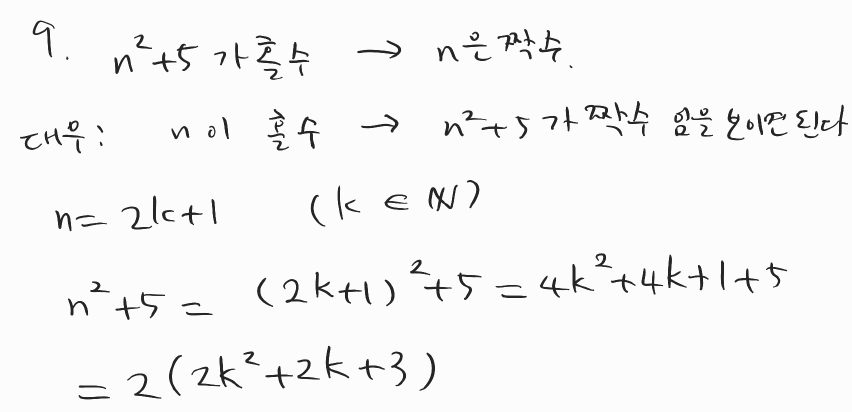 9. n²+5 가 홀수 → n은 짝수.
대우: n이 홀수 → n²+5가 짝수 임을 보이면 된다
n = 2k+1 (k ∈ ℕ)
n²+5 = (2k+1)²+5 = 4k²+4k+1+5
= 2(2k²+2k+3)